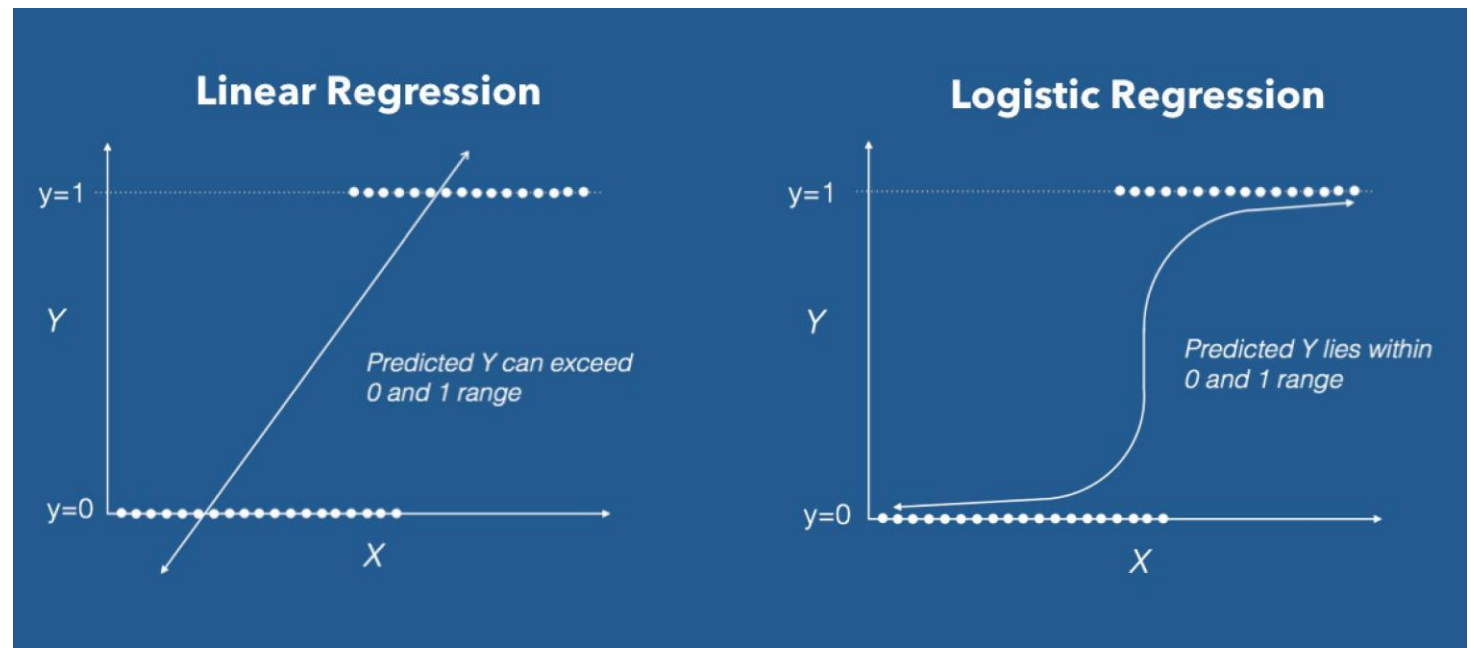 Linear Regression
y=1
Y
Predicted Y can exceed
0 and 1 range
y=0
X
Logistic Regression
y=1
Y
Predicted Y lies within
0 and 1 range
y=0
X